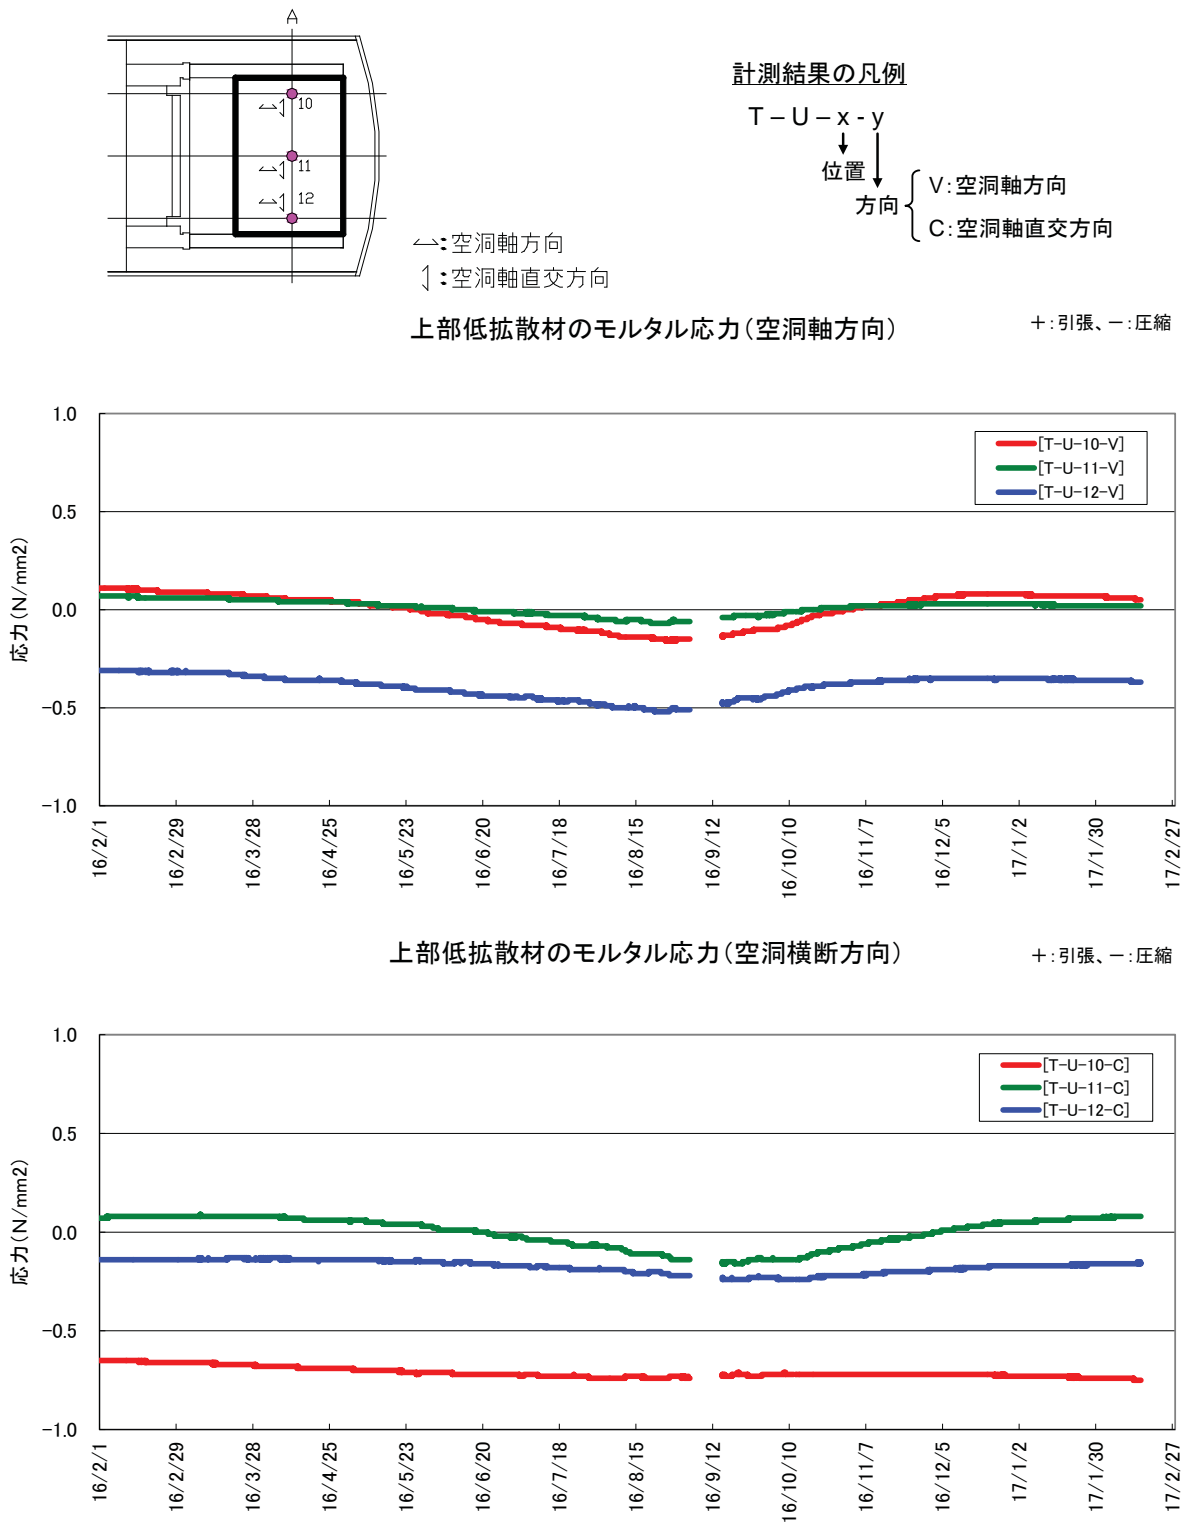 A
10
11
12
↔:空洞軸方向
↕:空洞軸直交方向
計測結果の凡例
T-U-x-y
位置
方向
V:空洞軸方向
C:空洞軸直交方向
上部低拡散材のモルタル応力(空洞軸方向)
+:引張、-:圧縮
応力(N/mm2)
1.0
0.5
0.0
-0.5
-1.0
[T-U-10-V]
[T-U-11-V]
[T-U-12-V]
16/2/1
16/2/29
16/3/28
16/4/25
16/5/23
16/6/20
16/7/18
16/8/15
16/9/12
16/10/10
16/11/7
16/12/5
17/1/2
17/1/30
17/2/27
上部低拡散材のモルタル応力(空洞横断方向)
+:引張、-:圧縮
応力(N/mm2)
1.0
0.5
0.0
-0.5
-1.0
[T-U-10-C]
[T-U-11-C]
[T-U-12-C]
16/2/1
16/2/29
16/3/28
16/4/25
16/5/23
16/6/20
16/7/18
16/8/15
16/9/12
16/10/10
16/11/7
16/12/5
17/1/2
17/1/30
17/2/27